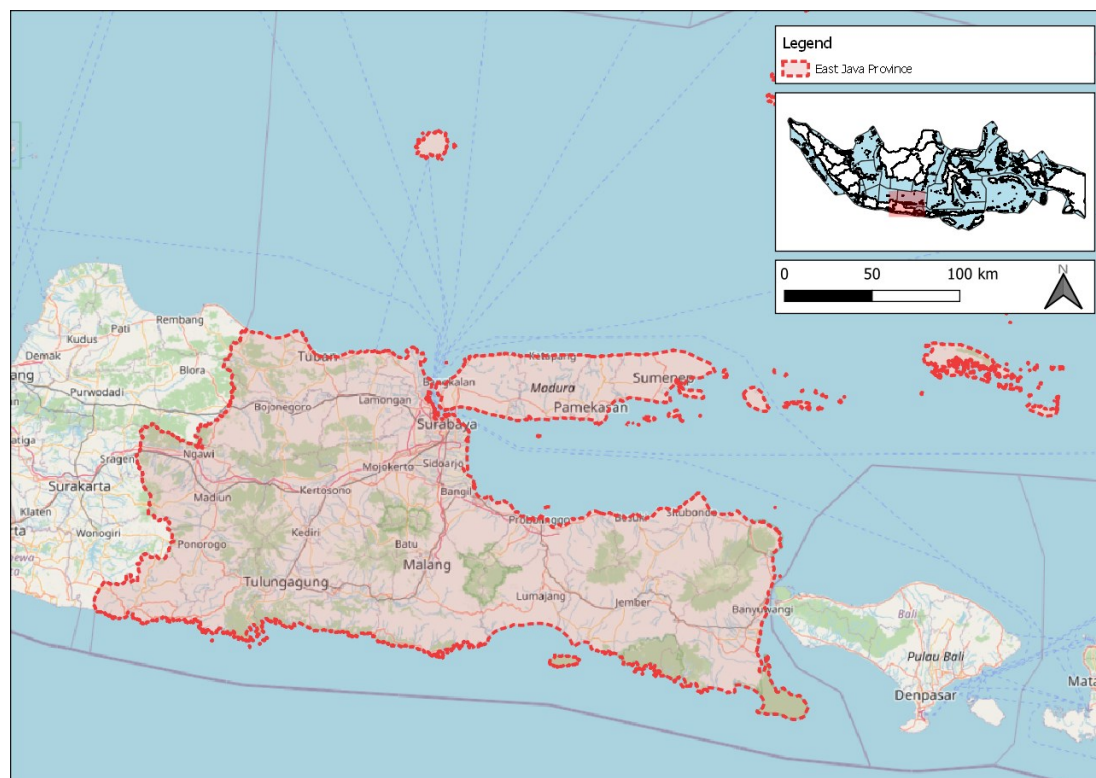 Legend
East Java Province
N
0 50 100 km
Rembang
Pati
Kudus
Tuban
Ketapang
Demak
ang
Blora
Bangkalan
Sumenep
Madura
Purwodadi
Lamongan
Bojonegoro
Pamekasan
Surabaya
Ngawi
Sragen
Mojokerto
Sidoarjo
Surakarta
Madiun
Kertosono
Bangil
Klaten
Probolinggo
Besuki
Situbondo
Wonogiri
Kediri
Ponorogo
Batu
Malang
Tulungagung
Lumajang
Jember
Banyuwangi
Bali
Pulau Bali
Mata
Denpasar